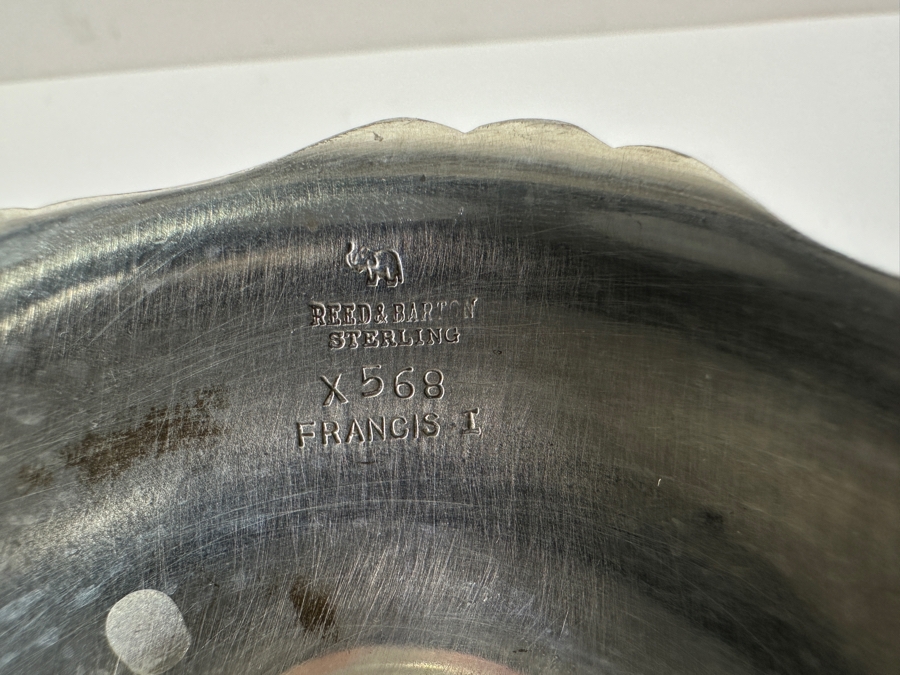 REED & BARTON
STERLING
X568
FRANCIS I